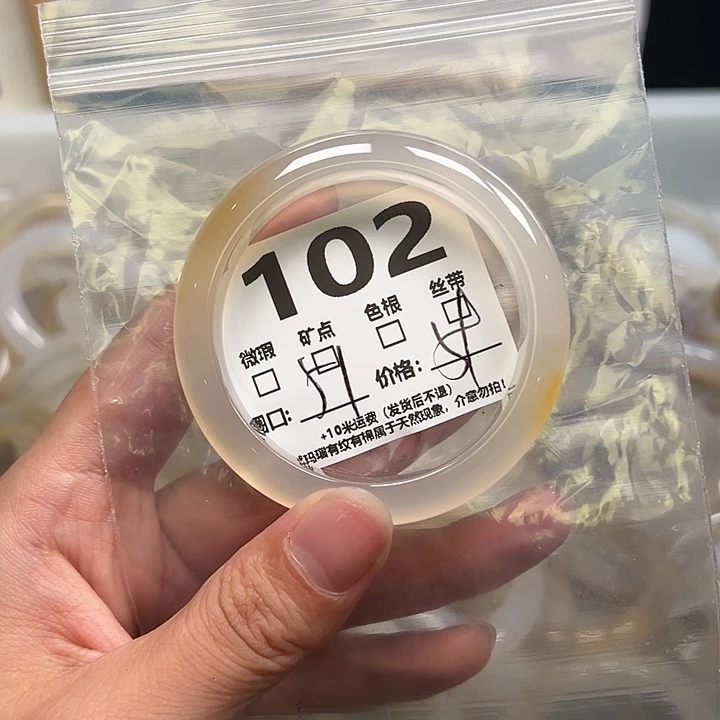 102
微瑕 矿点 色根 丝带
圈口: 59 价格:
+10米运费 (发货后不退)
玛瑙有纹有棉属于天然现象，介意勿拍！